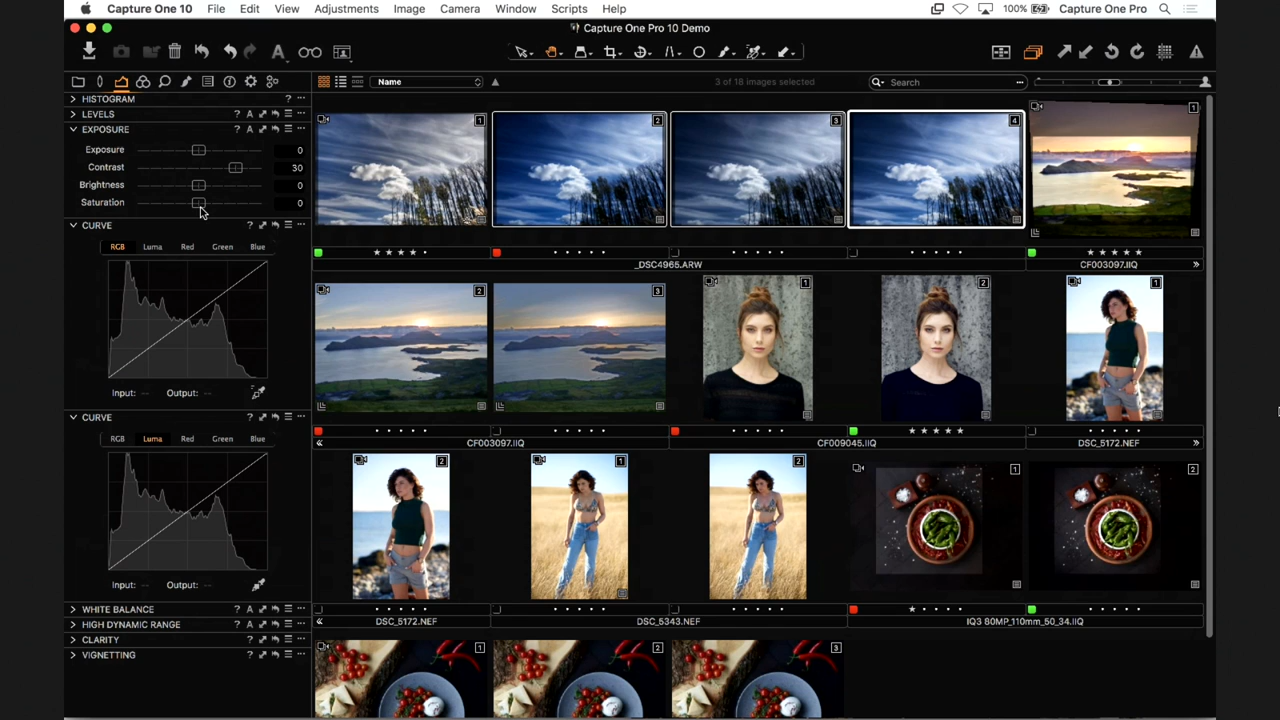 Capture One 10 File Edit View Adjustments Image Camera Window Scripts Help 100% Capture One Pro
Capture One Pro 10 Demo
Name 3 of 18 images selected Search
HISTOGRAM ?
LEVELS ? A
EXPOSURE ? A
Exposure 0
Contrast 30
Brightness 0
Saturation 0
CURVE ?
RGB Luma Red Green Blue
Input: -- Output: --
CURVE ?
RGB Luma Red Green Blue
Input: -- Output: --
WHITE BALANCE ? A
HIGH DYNAMIC RANGE ? A
CLARITY ?
VIGNETTING ?
1 2 3 4 1
_DSC4965.ARW CF003097.IIQ »
2 3 1 2 1
« CF003097.IIQ CF009045.IIQ DSC_5172.NEF »
2 1 2 1 2
« DSC_5172.NEF DSC_5343.NEF IQ3 80MP_110mm_50_34.IIQ
1 2 3